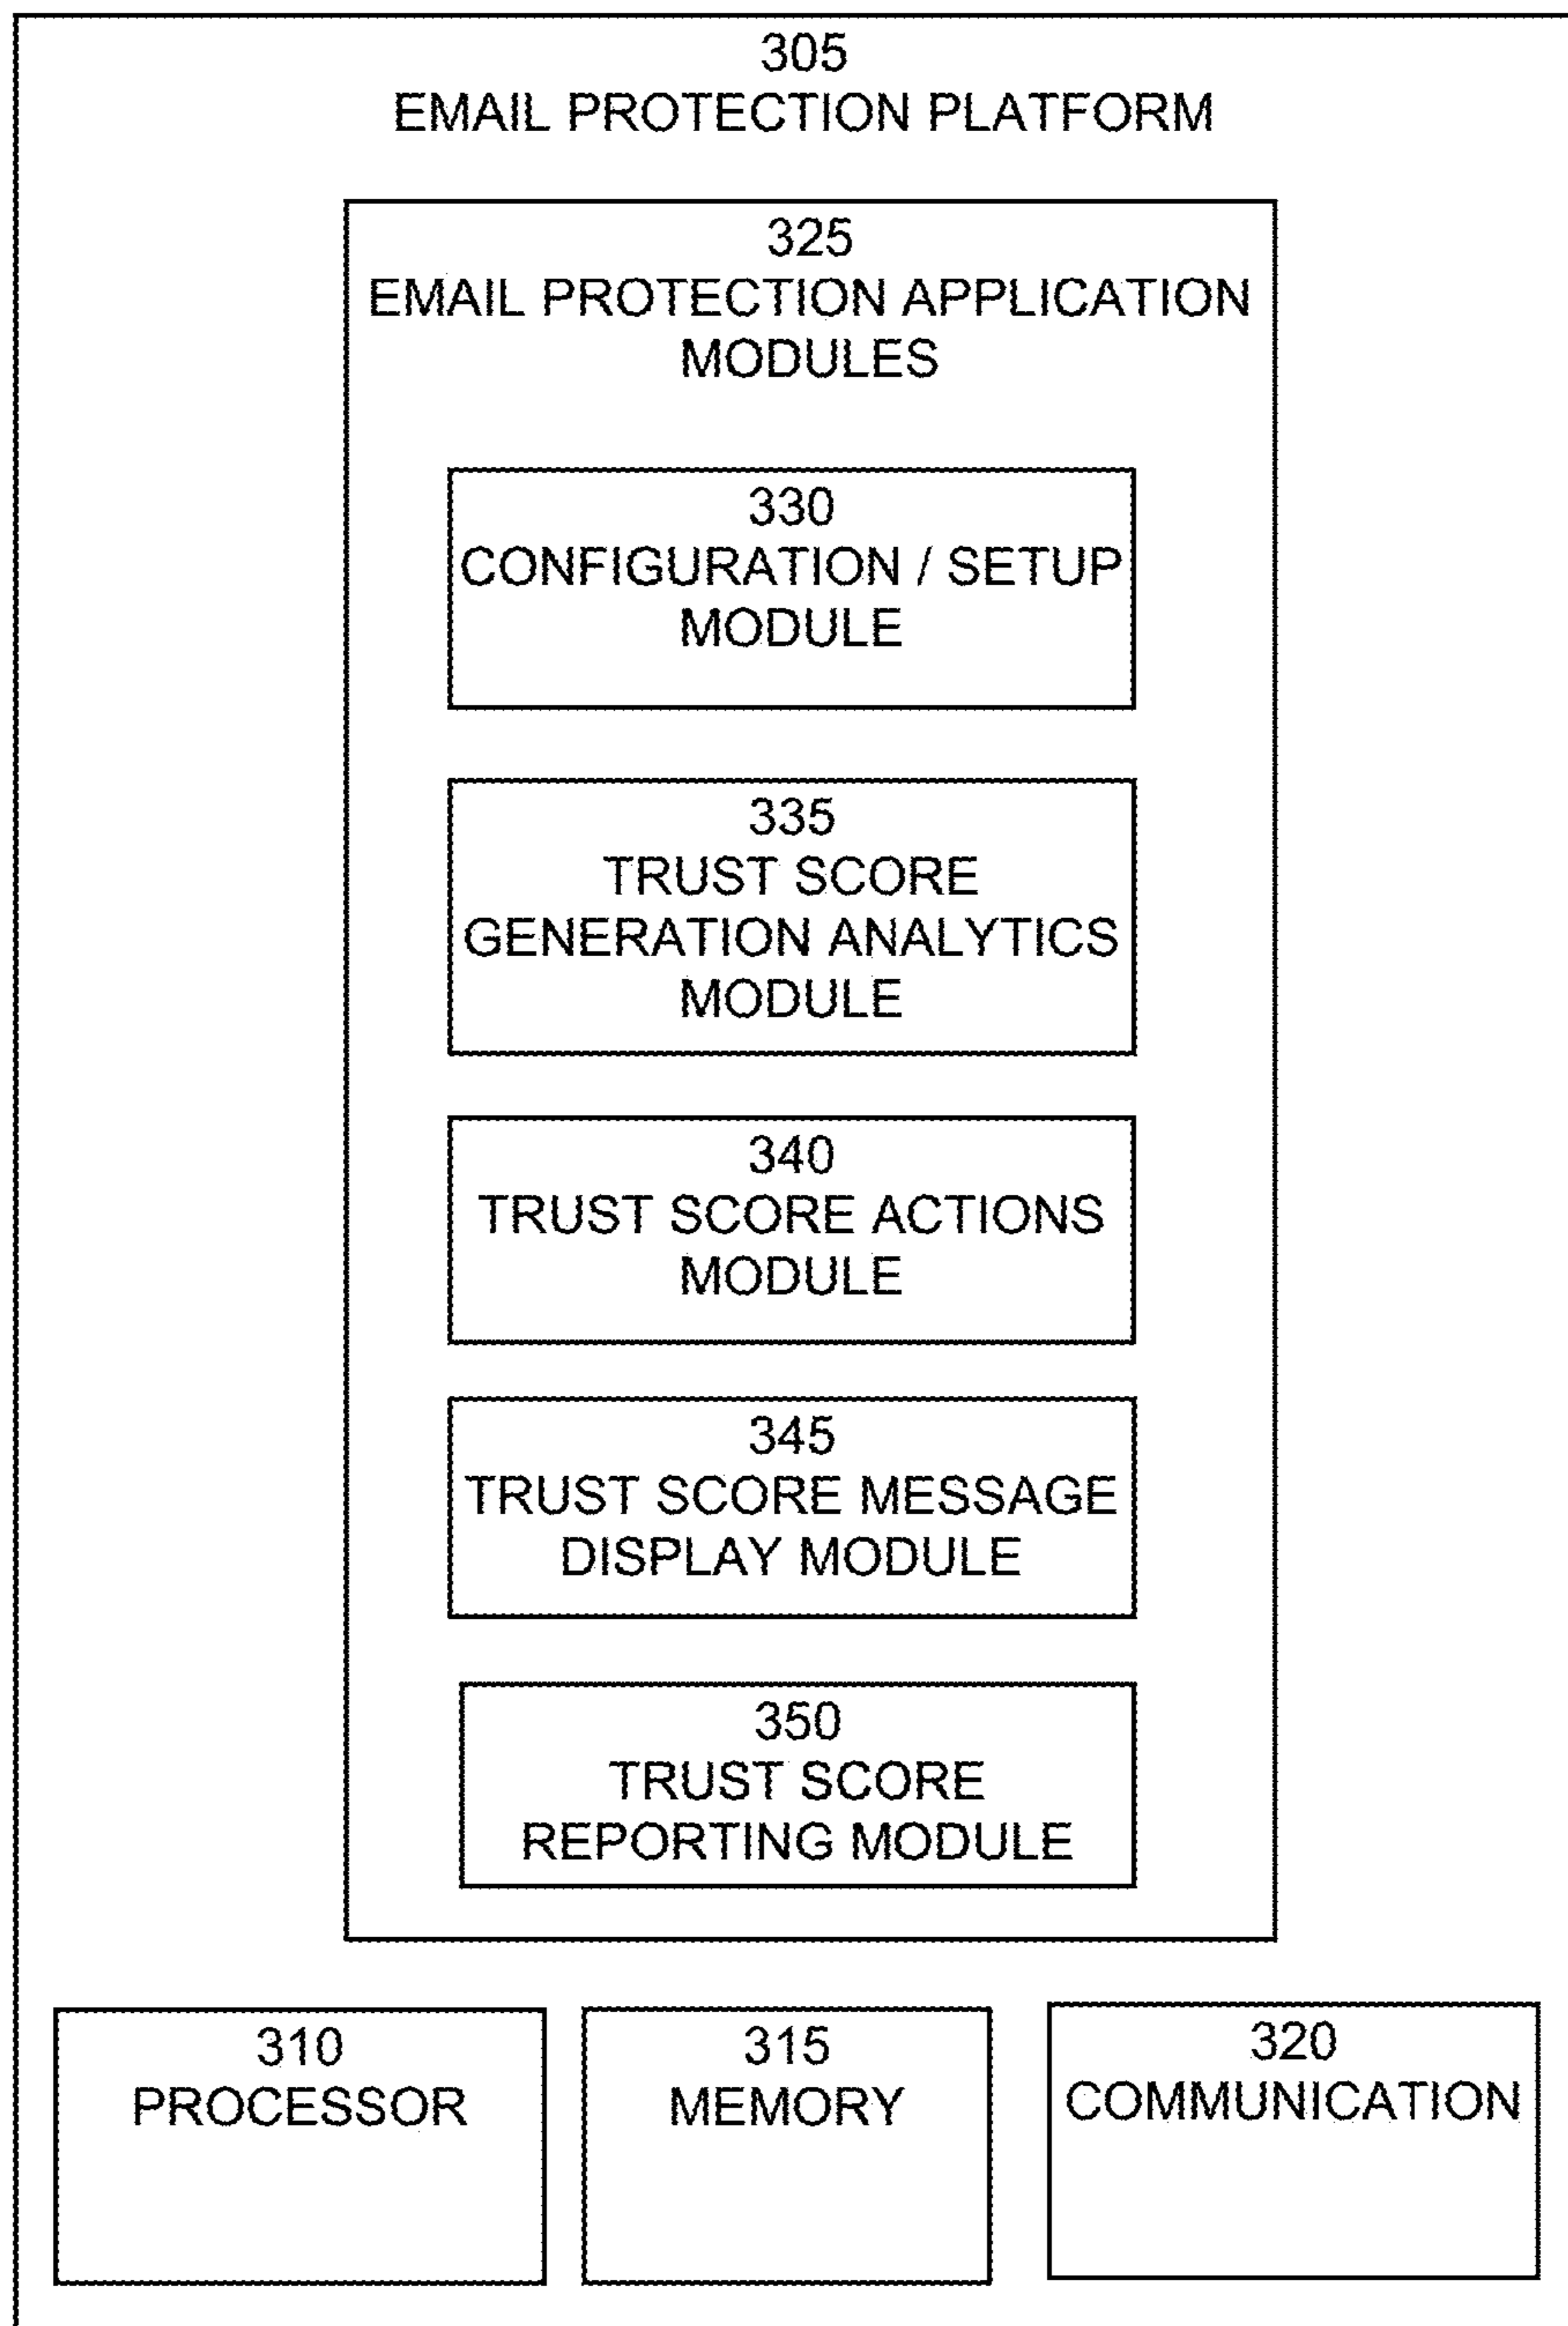 305
EMAIL PROTECTION PLATFORM
325
EMAIL PROTECTION APPLICATION
MODULES
330
CONFIGURATION / SETUP
MODULE
335
TRUST SCORE
GENERATION ANALYTICS
MODULE
340
TRUST SCORE ACTIONS
MODULE
345
TRUST SCORE MESSAGE
DISPLAY MODULE
350
TRUST SCORE
REPORTING MODULE
310
PROCESSOR
315
MEMORY
320
COMMUNICATION